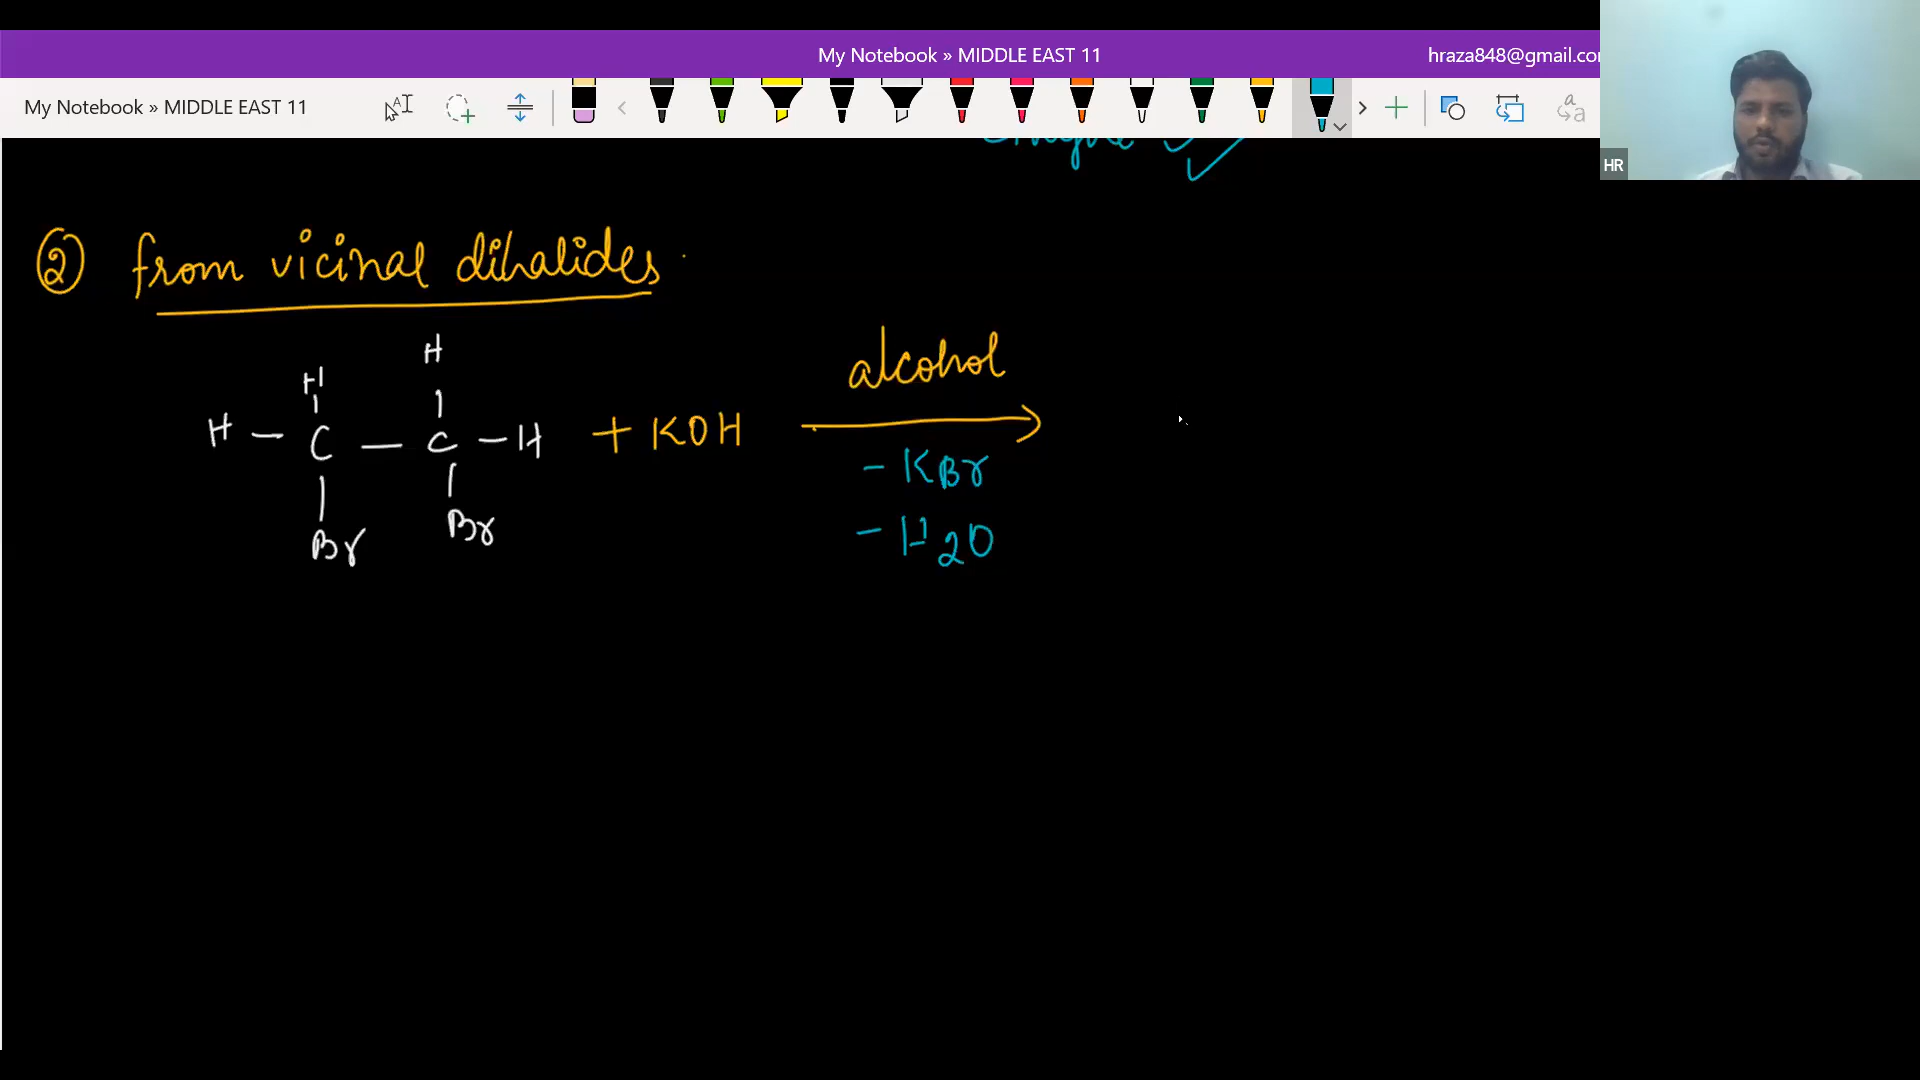 My Notebook » MIDDLE EAST 11
hraza848@gmail.co
My Notebook » MIDDLE EAST 11
HR
② from vicinal dihalides
H H
H - C - C - H + KOH alcohol
Br Br
- KBr
- H2O